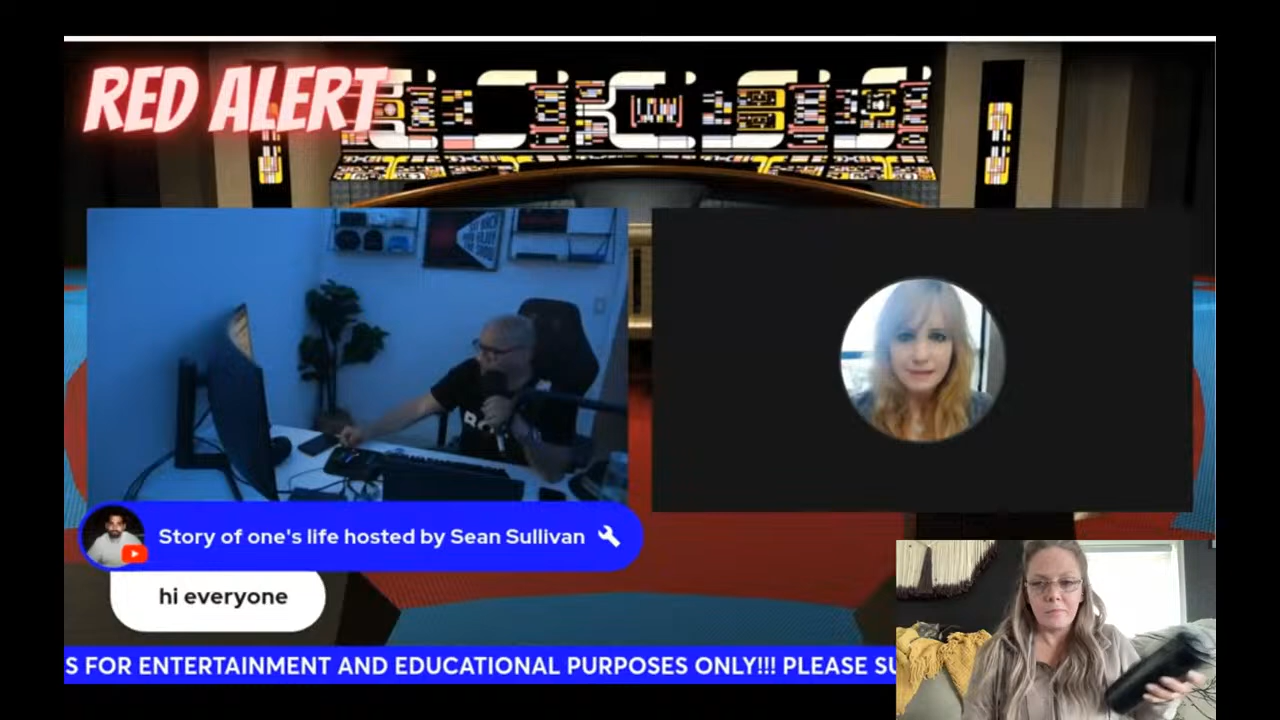 RED ALERT
Story of one's life hosted by Sean Sullivan
hi everyone
S FOR ENTERTAINMENT AND EDUCATIONAL PURPOSES ONLY!!! PLEASE